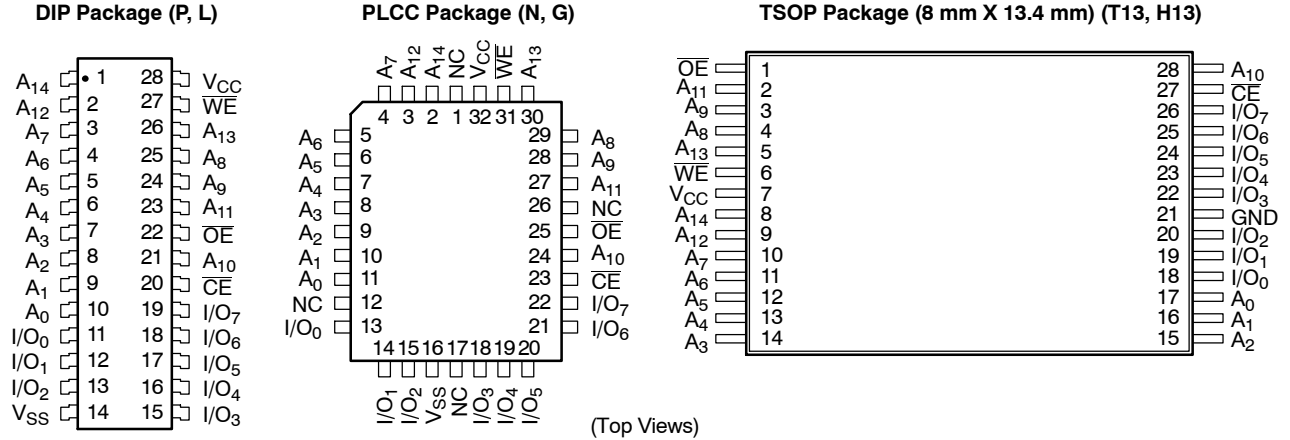 DIP Package (P, L)
A14 1 28 VCC
A12 2 27 WE
A7 3 26 A13
A6 4 25 A8
A5 5 24 A9
A4 6 23 A11
A3 7 22 OE
A2 8 21 A10
A1 9 20 CE
A0 10 19 I/O7
I/O0 11 18 I/O6
I/O1 12 17 I/O5
I/O2 13 16 I/O4
VSS 14 15 I/O3
PLCC Package (N, G)
A7 A12 A14 NC VCC WE A13
4 3 2 1 32 31 30
A6 5 29 A8
A5 6 28 A9
A4 7 27 A11
A3 8 26 NC
A2 9 25 OE
A1 10 24 A10
A0 11 23 CE
NC 12 22 I/O7
I/O0 13 21 I/O6
14 15 16 17 18 19 20
I/O1 I/O2 VSS NC I/O3 I/O4 I/O5
TSOP Package (8 mm X 13.4 mm) (T13, H13)
OE 1 28 A10
A11 2 27 CE
A9 3 26 I/O7
A8 4 25 I/O6
A13 5 24 I/O5
WE 6 23 I/O4
VCC 7 22 I/O3
A14 8 21 GND
A12 9 20 I/O2
A7 10 19 I/O1
A6 11 18 I/O0
A5 12 17 A0
A4 13 16 A1
A3 14 15 A2
(Top Views)